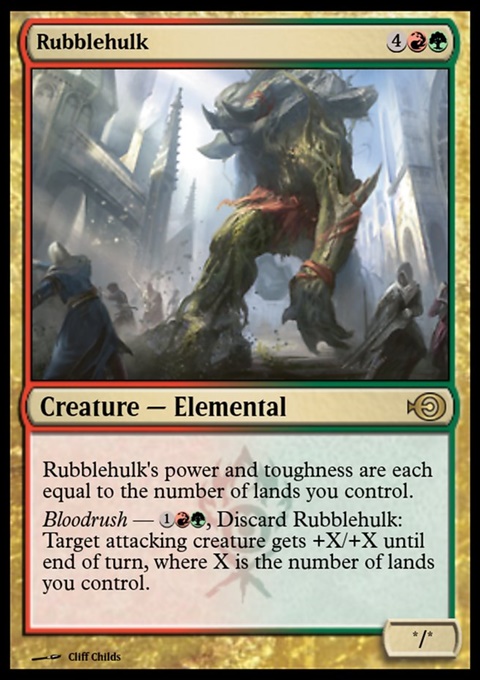 Rubblehulk 4
Creature — Elemental
Rubblehulk's power and toughness are each
equal to the number of lands you control.
Bloodrush — 1, Discard Rubblehulk:
Target attacking creature gets +X/+X until
end of turn, where X is the number of lands
you control.
*/*
Cliff Childs